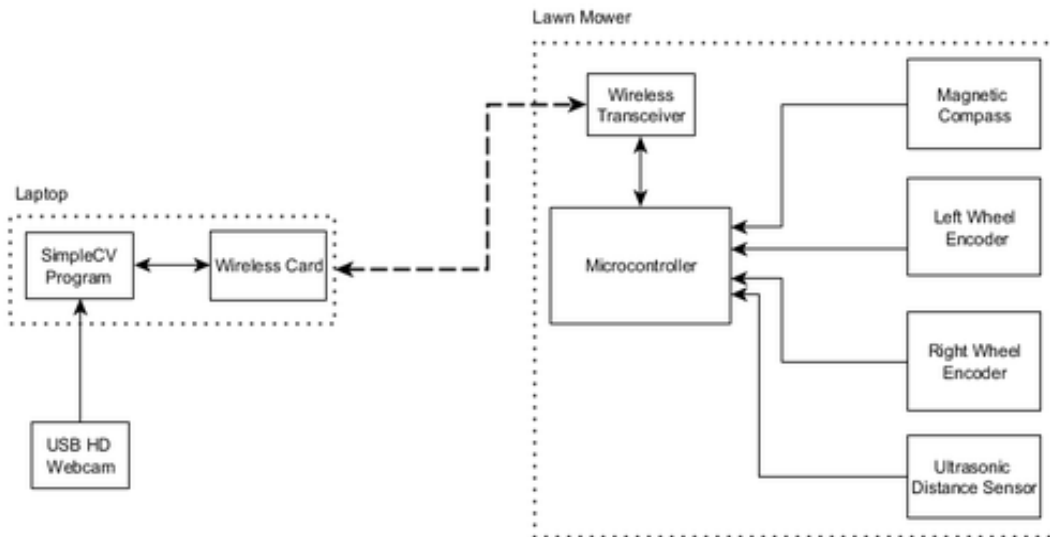 Lawn Mower
Wireless
Transceiver
Magnetic
Compass
Laptop
SimpleCV
Program
Wireless Card
Microcontroller
Left Wheel
Encoder
Right Wheel
Encoder
USB HD
Webcam
Ultrasonic
Distance Sensor